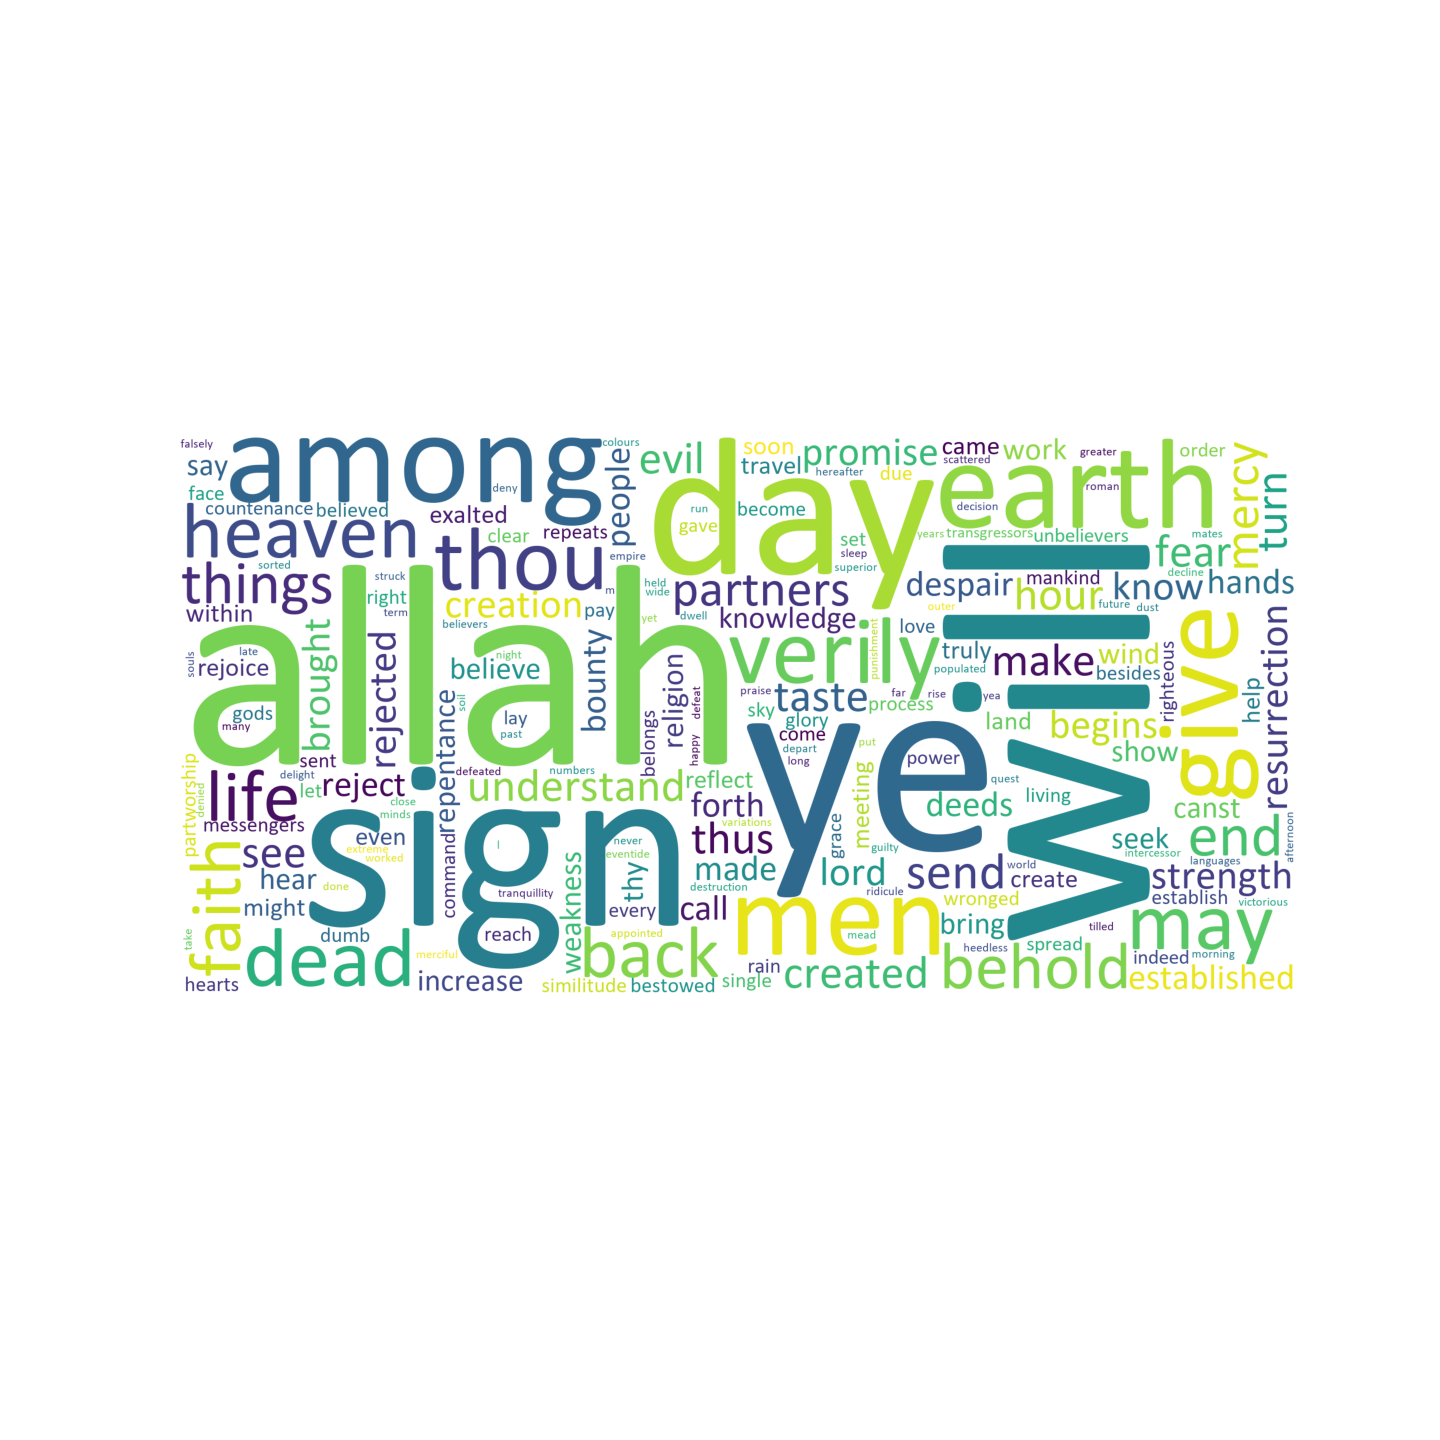 falsely
among
colours
say
face
countenance
believed
deny
people
evil
soon
promise
came
work
greater
order
travel
hereafter
due
scattered
day
earth
roman
decision
mercy
turn
heaven
exalted
clear
repeats
thou
empire
run
gave
become
set
sleep
superior
years
transgressors
unbelievers
mates
fear
decline
sorted
things
within
struck
right
term
creation
pay
m
held
wide
yet
partners
dwell
knowledge
despair
mankind
hour
future
dust
outer
know
hands
allah
believers
believe
night
soil
bounty
religion
belongs
verily
punishment
love
truly
populated
make
wind
besides
righteous
give
resurrection
help
souls
late
rejoice
gods
many
brought
sent
rejected
lay
past
defeat
happy
praise
sky
taste
glory
come
depart
long
far
rise
process
yea
put
land
begins
show
will
ye
power
quest
living
canst
partworship
denied
life
messengers
delight
let
reject
close
minds
repentance
defeated
understand
numbers
reflect
forth
variations
grace
meeting
guilty
deeds
seek
intercessor
end
languages
afternoon
faith
see
hear
might
even
extreme
worked
done
command
sign
l
tranquillity
reach
never
eventide
thy
every
weakness
appointed
thus
made
destruction
call
lord
ridicule
send
world
create
wronged
bring
strength
establish
victorious
take
hearts
dead
dumb
merciful
increase
back
similitude
bestowed
single
men
mead
rain
created
heedless
behold
spread
tilled
may
indeed
morning
established